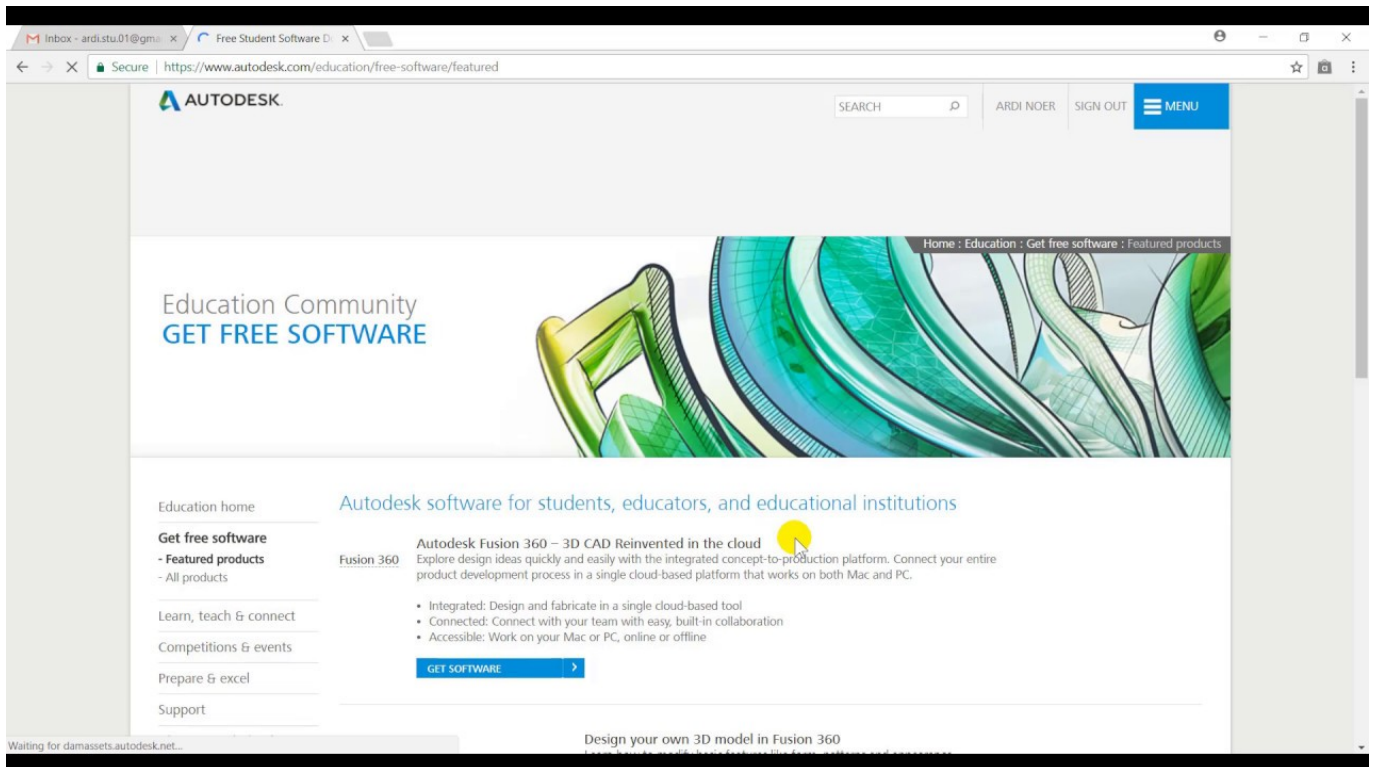 Inbox - ardi.stu.01@gma
Free Student Software D
Secure
https://www.autodesk.com/education/free-software/featured
AUTODESK.
SEARCH
ARDI NOER
SIGN OUT
MENU
Home : Education : Get free software : Featured products
Education Community
GET FREE SOFTWARE
Education home
Get free software
- Featured products
- All products
Learn, teach & connect
Competitions & events
Prepare & excel
Support
Autodesk software for students, educators, and educational institutions
Fusion 360
Autodesk Fusion 360 – 3D CAD Reinvented in the cloud
Explore design ideas quickly and easily with the integrated concept-to-production platform. Connect your entire
product development process in a single cloud-based platform that works on both Mac and PC.
• Integrated: Design and fabricate in a single cloud-based tool
• Connected: Connect with your team with easy, built-in collaboration
• Accessible: Work on your Mac or PC, online or offline
GET SOFTWARE
Design your own 3D model in Fusion 360
Waiting for damassets.autodesk.net...